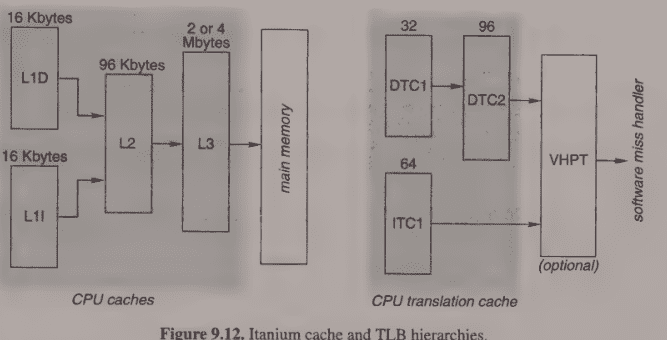 16 Kbytes
L1D
96 Kbytes
2 or 4
Mbytes
16 Kbytes
L1I
L2
L3
main memory
CPU caches
32
96
DTC1
DTC2
64
ITC1
VHPT
(optional)
software miss handler
CPU translation cache
Figure 9.12. Itanium cache and TLB hierarchies.